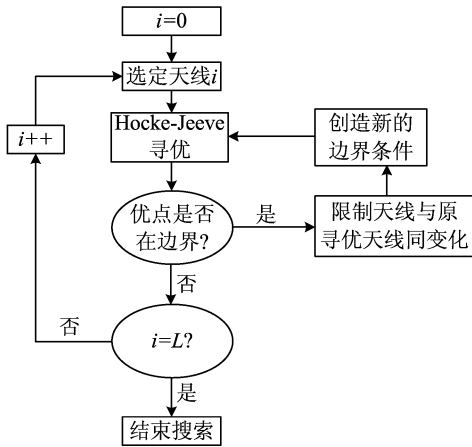 i=0
选定天线i
Hocke-Jeeve
寻优
i++
创造新的
边界条件
优点是否
在边界?
是
限制天线与原
寻优天线同变化
否
否
i=L?
是
结束搜索